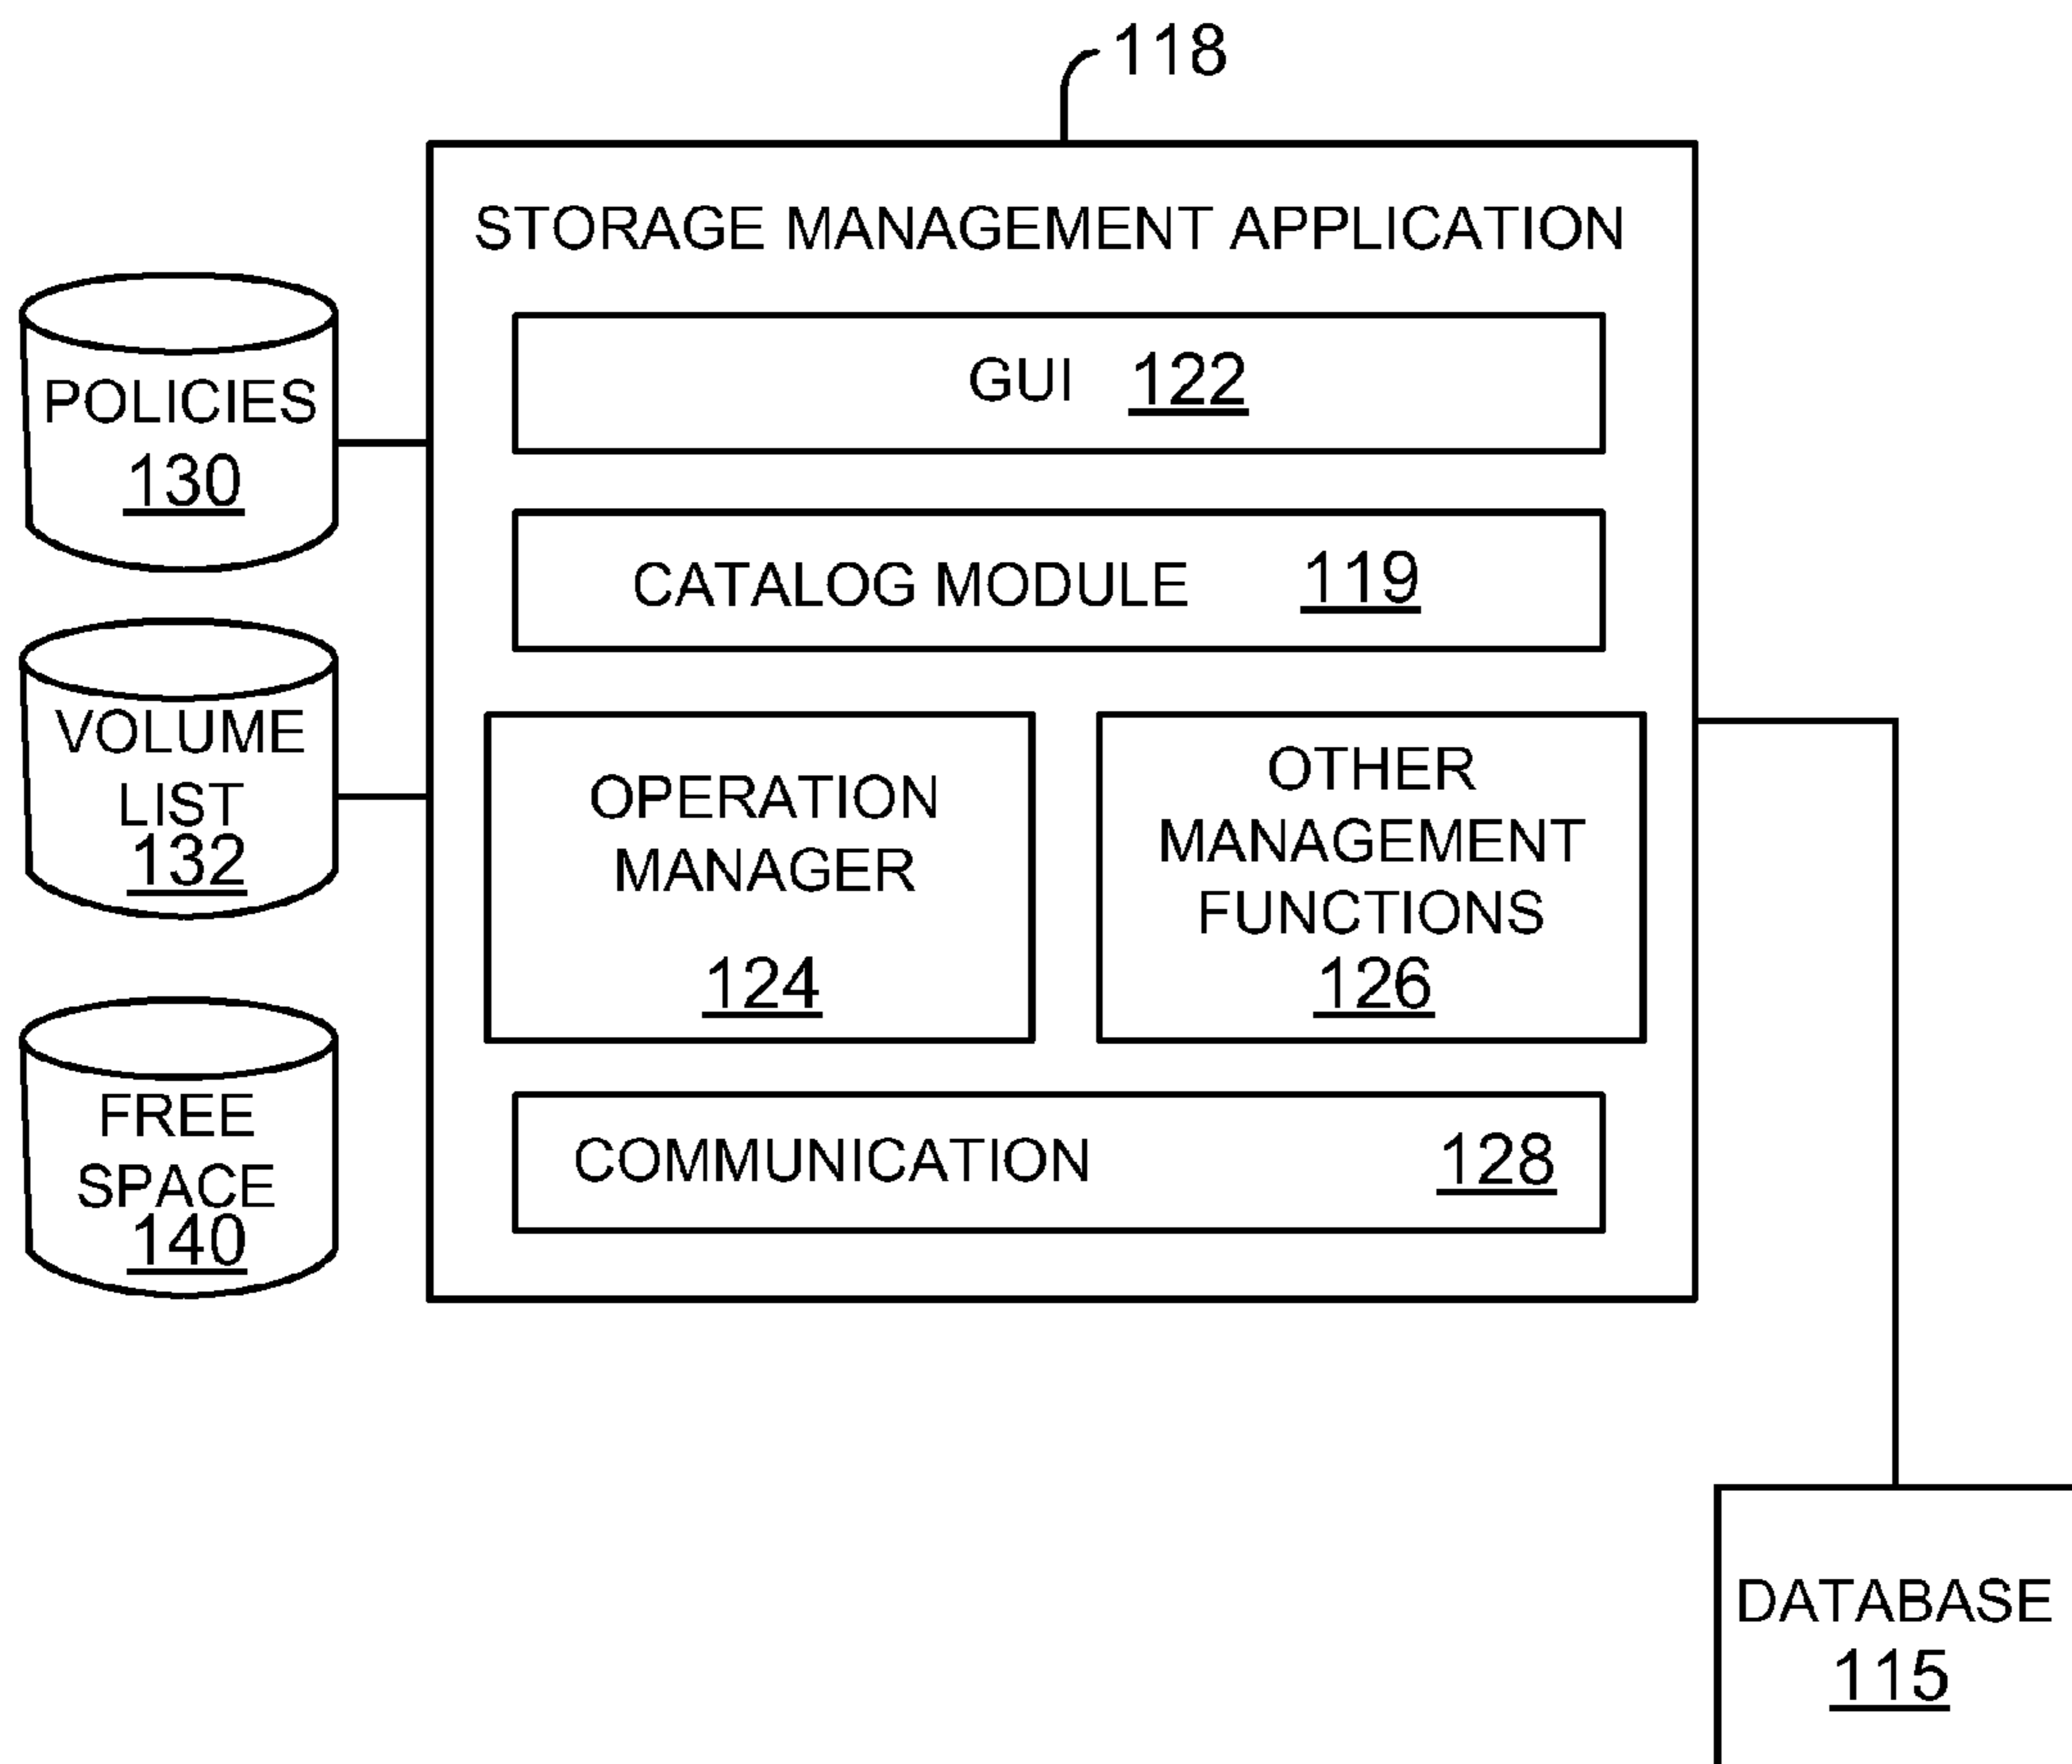 118
STORAGE MANAGEMENT APPLICATION
GUI 122
CATALOG MODULE 119
OPERATION
MANAGER
124
OTHER
MANAGEMENT
FUNCTIONS
126
COMMUNICATION 128
POLICIES
130
VOLUME
LIST
132
FREE
SPACE
140
DATABASE
115